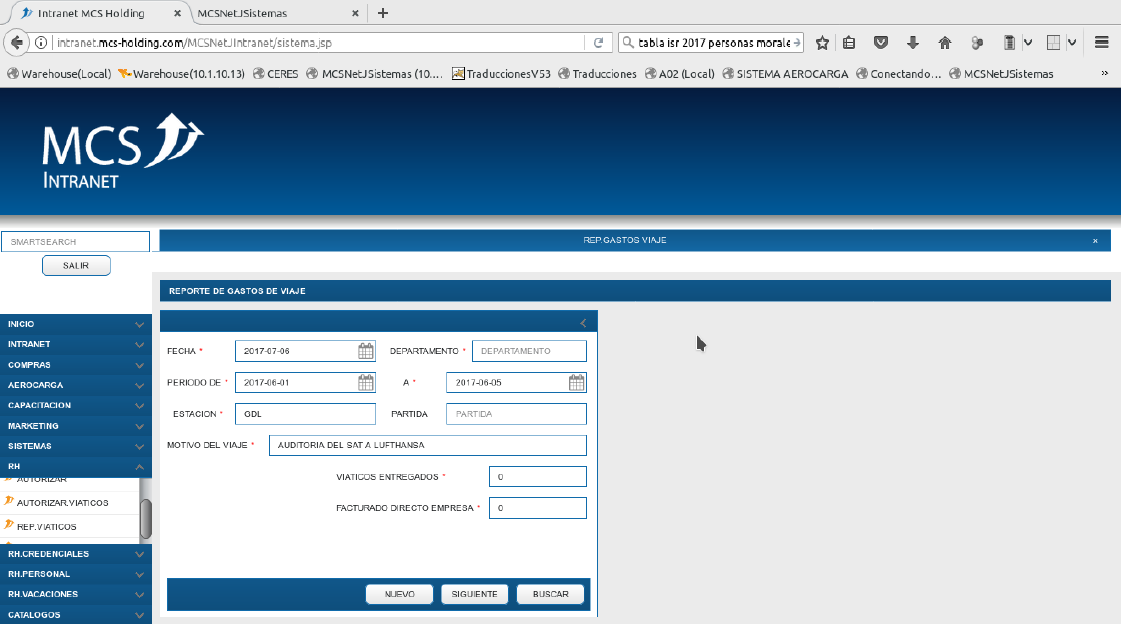 Intranet MCS Holding × MCSNetJSistemas × +
intranet.mcs-holding.com/MCSNetJIntranet/sistema.jsp tabla isr 2017 personas morale
Warehouse(Local) Warehouse(10.1.10.13) CERES MCSNetJSistemas (10.... TraduccionesV53 Traducciones A02 (Local) SISTEMA AEROCARGA Conectando... MCSNetJSistemas »
MCS
INTRANET
SMARTSEARCH
REP.GASTOS VIAJE ×
SALIR
REPORTE DE GASTOS DE VIAJE
INICIO
INTRANET
COMPRAS
AEROCARGA
CAPACITACION
MARKETING
SISTEMAS
RH
AUTORIZAR
AUTORIZAR.VIATICOS
REP.VIATICOS
RH.CREDENCIALES
RH.PERSONAL
RH.VACACIONES
CATALOGOS
FECHA * 2017-07-06 DEPARTAMENTO * DEPARTAMENTO
PERIODO DE * 2017-06-01 A * 2017-06-05
ESTACION * GDL PARTIDA PARTIDA
MOTIVO DEL VIAJE * AUDITORIA DEL SAT A LUFTHANSA
VIATICOS ENTREGADOS * 0
FACTURADO DIRECTO EMPRESA * 0
NUEVO SIGUIENTE BUSCAR